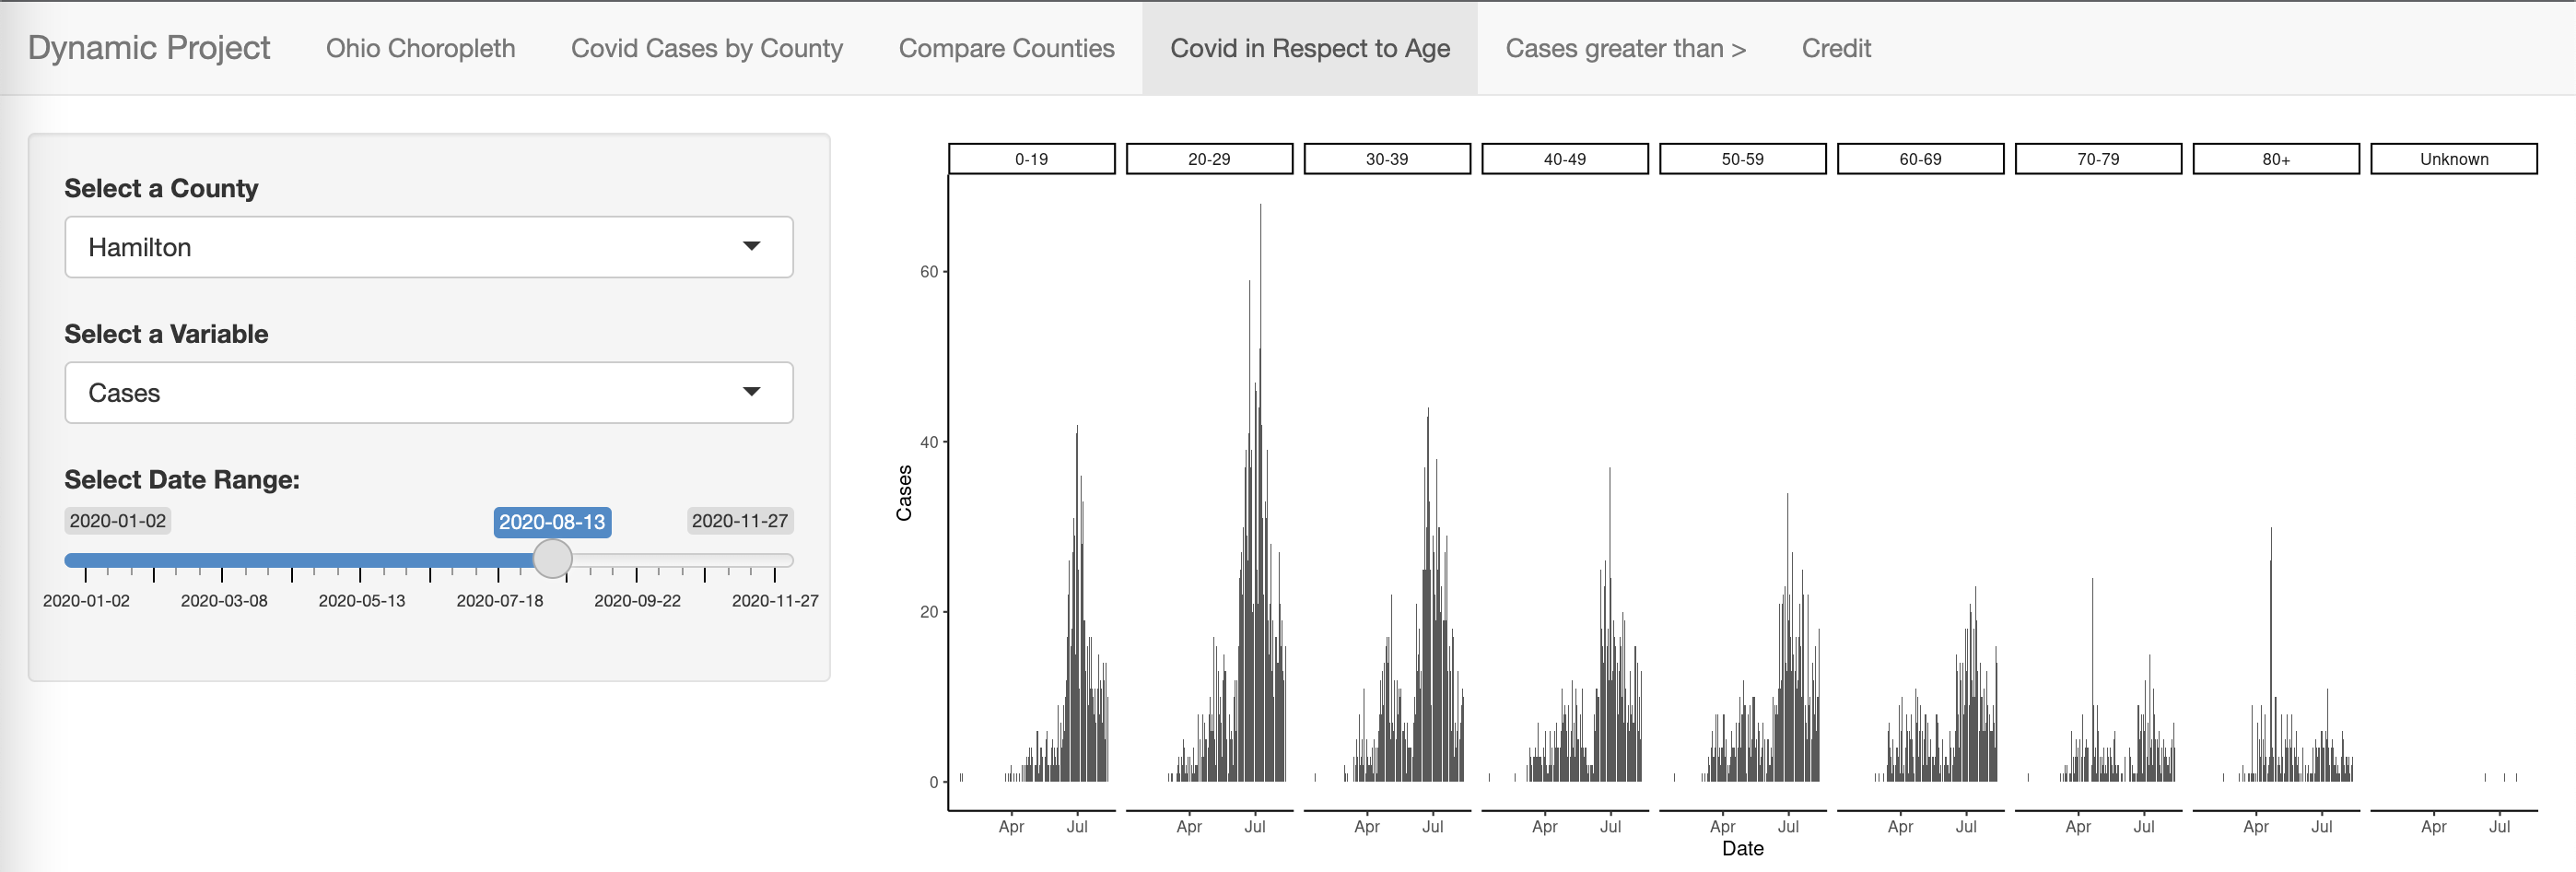 Dynamic Project Ohio Choropleth Covid Cases by County Compare Counties Covid in Respect to Age Cases greater than > Credit
Select a County
Hamilton
Select a Variable
Cases
Select Date Range:
2020-01-02 2020-08-13 2020-11-27
2020-01-02 2020-03-08 2020-05-13 2020-07-18 2020-09-22 2020-11-27
0-19 20-29 30-39 40-49 50-59 60-69 70-79 80+ Unknown
60
40
20
0
Cases
Apr Jul Apr Jul Apr Jul Apr Jul Apr Jul Apr Jul Apr Jul Apr Jul Apr Jul
Date